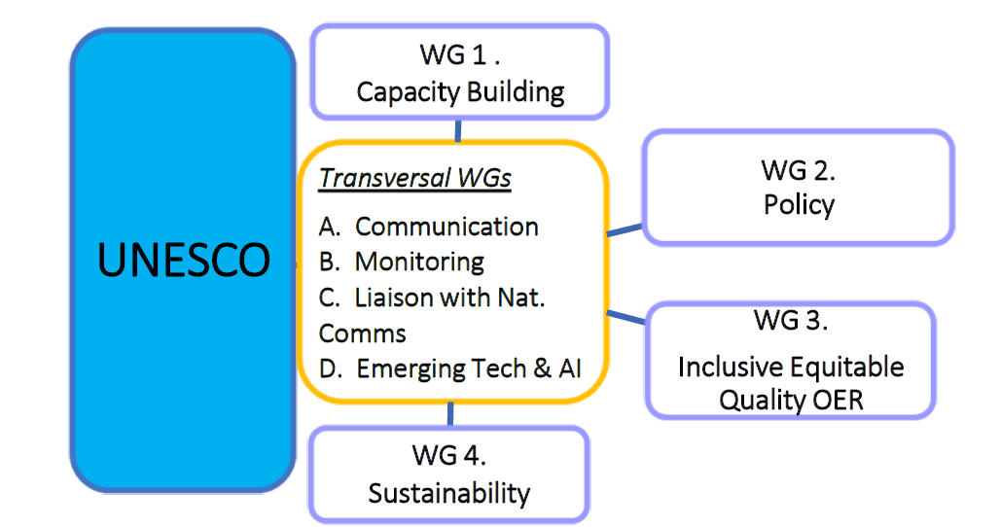 UNESCO
WG 1 .
Capacity Building
Transversal WGs
A. Communication
B. Monitoring
C. Liaison with Nat.
Comms
D. Emerging Tech & AI
WG 2.
Policy
WG 3.
Inclusive Equitable
Quality OER
WG 4.
Sustainability